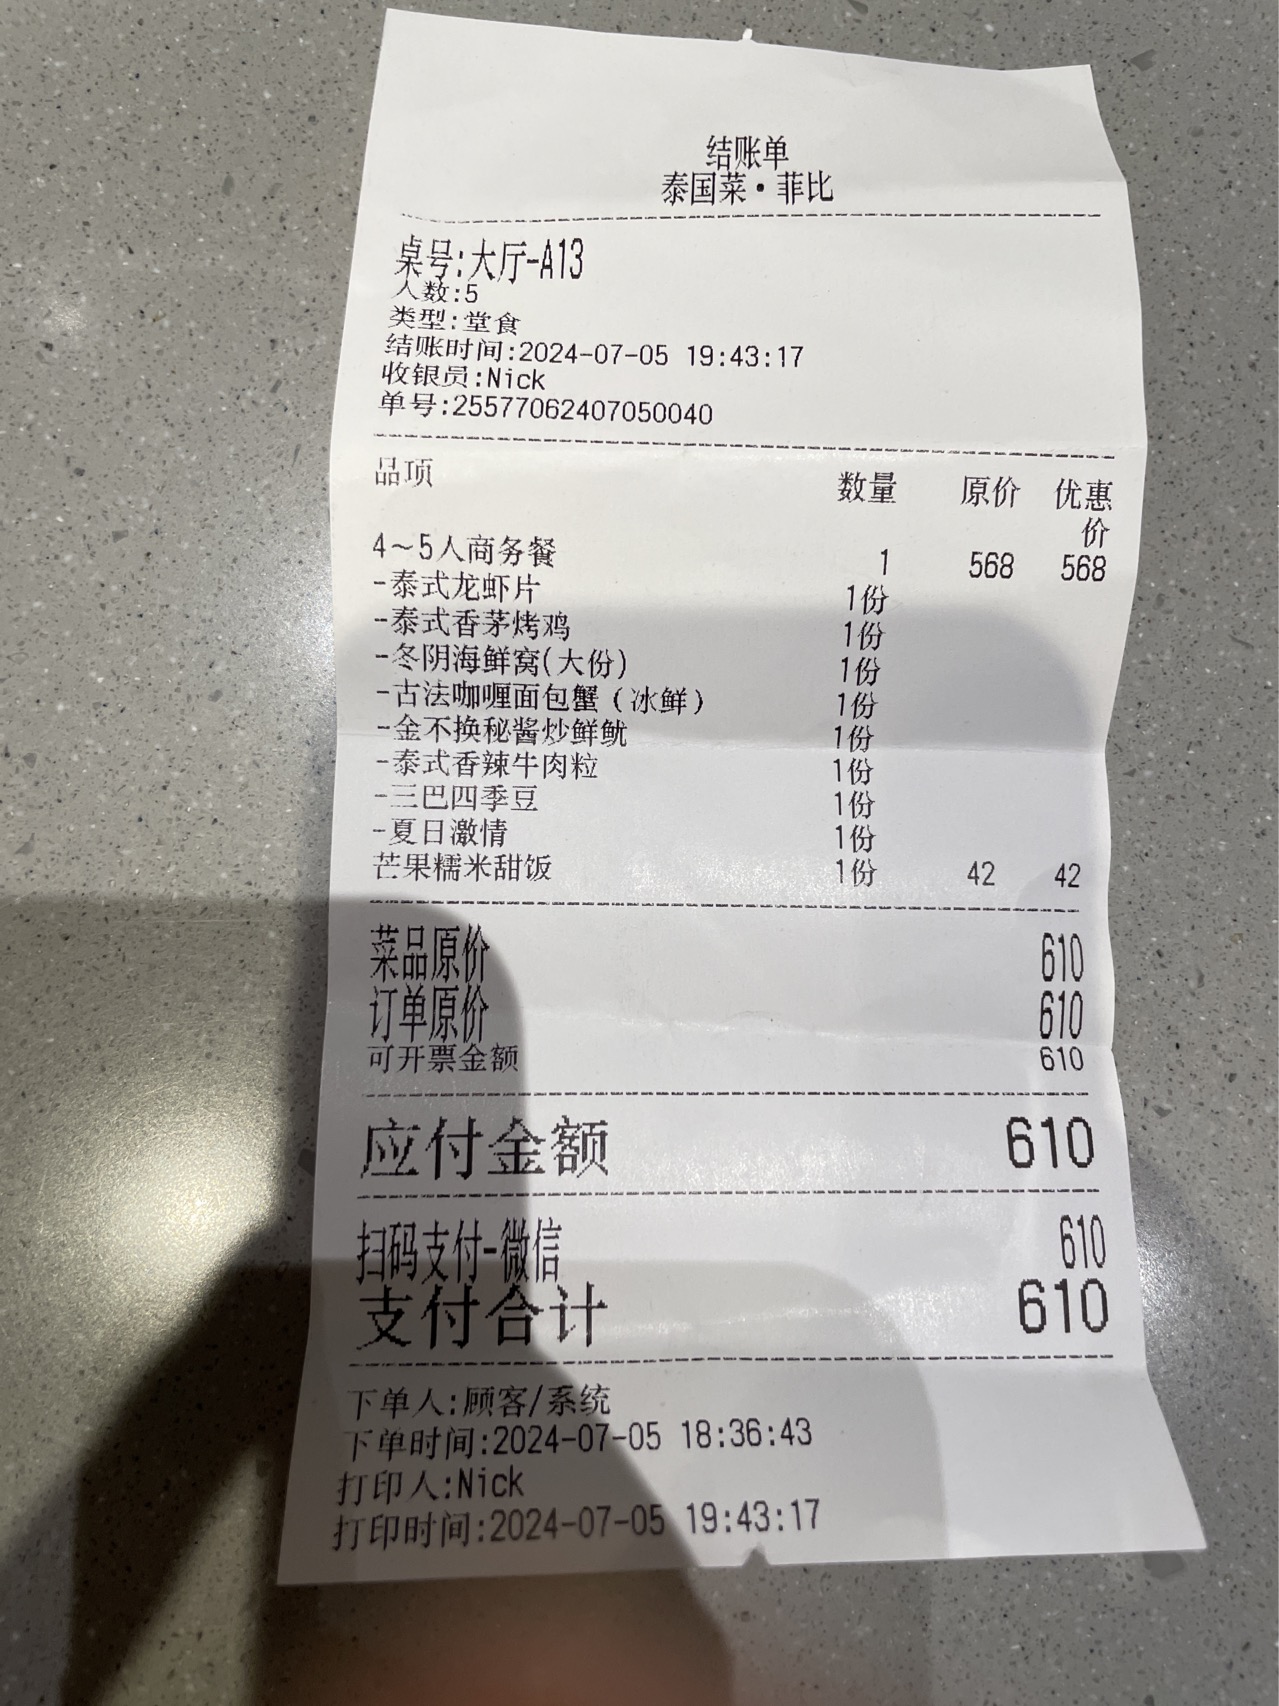 结账单
泰国菜·菲比
桌号:大厅-A13
人数:5
类型:堂食
结账时间:2024-07-05 19:43:17
收银员:Nick
单号:25577062407050040
品项 数量 原价 优惠价
4~5人商务餐 1 568 568
-泰式龙虾片 1份
-泰式香茅烤鸡 1份
-冬阴海鲜窝(大份) 1份
-古法咖喱面包蟹（冰鲜） 1份
-金不换秘酱炒鲜鱿 1份
-泰式香辣牛肉粒 1份
-三巴四季豆 1份
-夏日激情 1份
芒果糯米甜饭 1份 42 42
菜品原价 610
订单原价 610
可开票金额 610
应付金额 610
扫码支付-微信 610
支付合计 610
下单人:顾客/系统
下单时间:2024-07-05 18:36:43
打印人:Nick
打印时间:2024-07-05 19:43:17